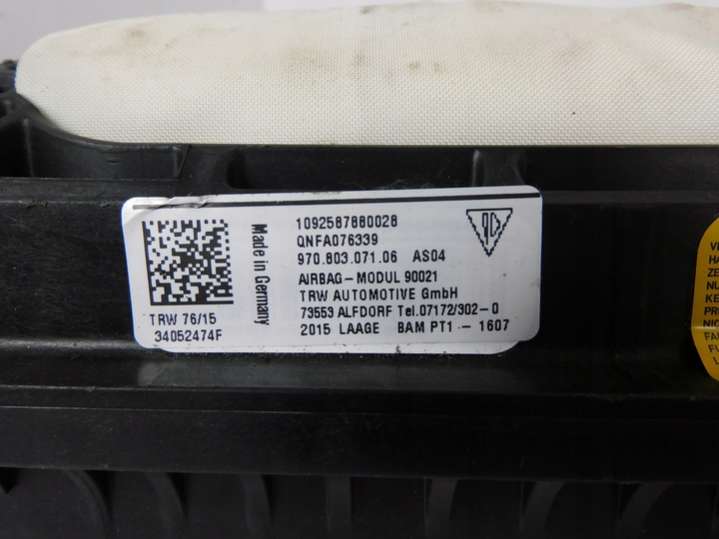 Made in Germany
TRW 76/15
34052474F
1092587880028
QNFA076339
970.803.071.06 AS04
AIRBAG-MODUL 90021
TRW AUTOMOTIVE GmbH
73553 ALFDORF Tel.07172/302-0
2015 LAAGE BAM PT1 - 1607